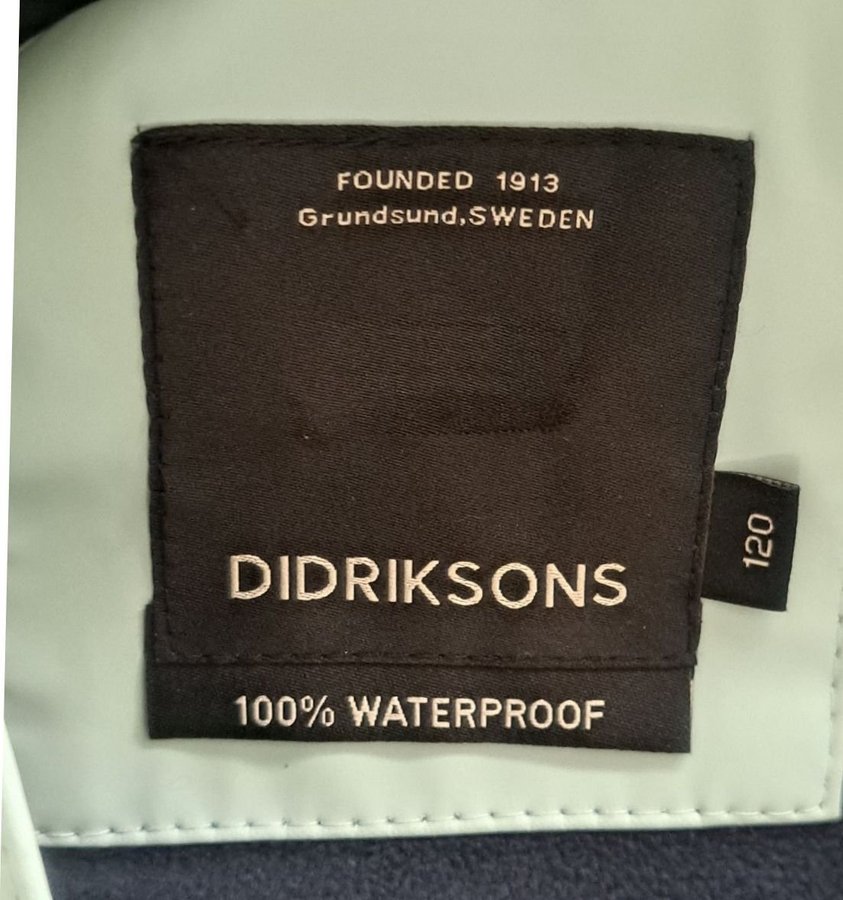 FOUNDED 1913
Grundsund,SWEDEN
DIDRIKSONS
120
100% WATERPROOF